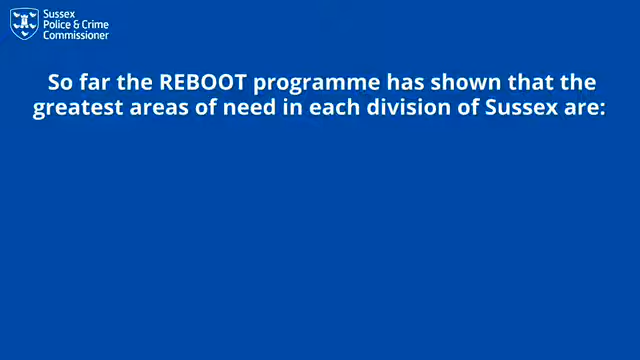 Sussex
Police & Crime
Commissioner
So far the REBOOT programme has shown that the
greatest areas of need in each division of Sussex are: